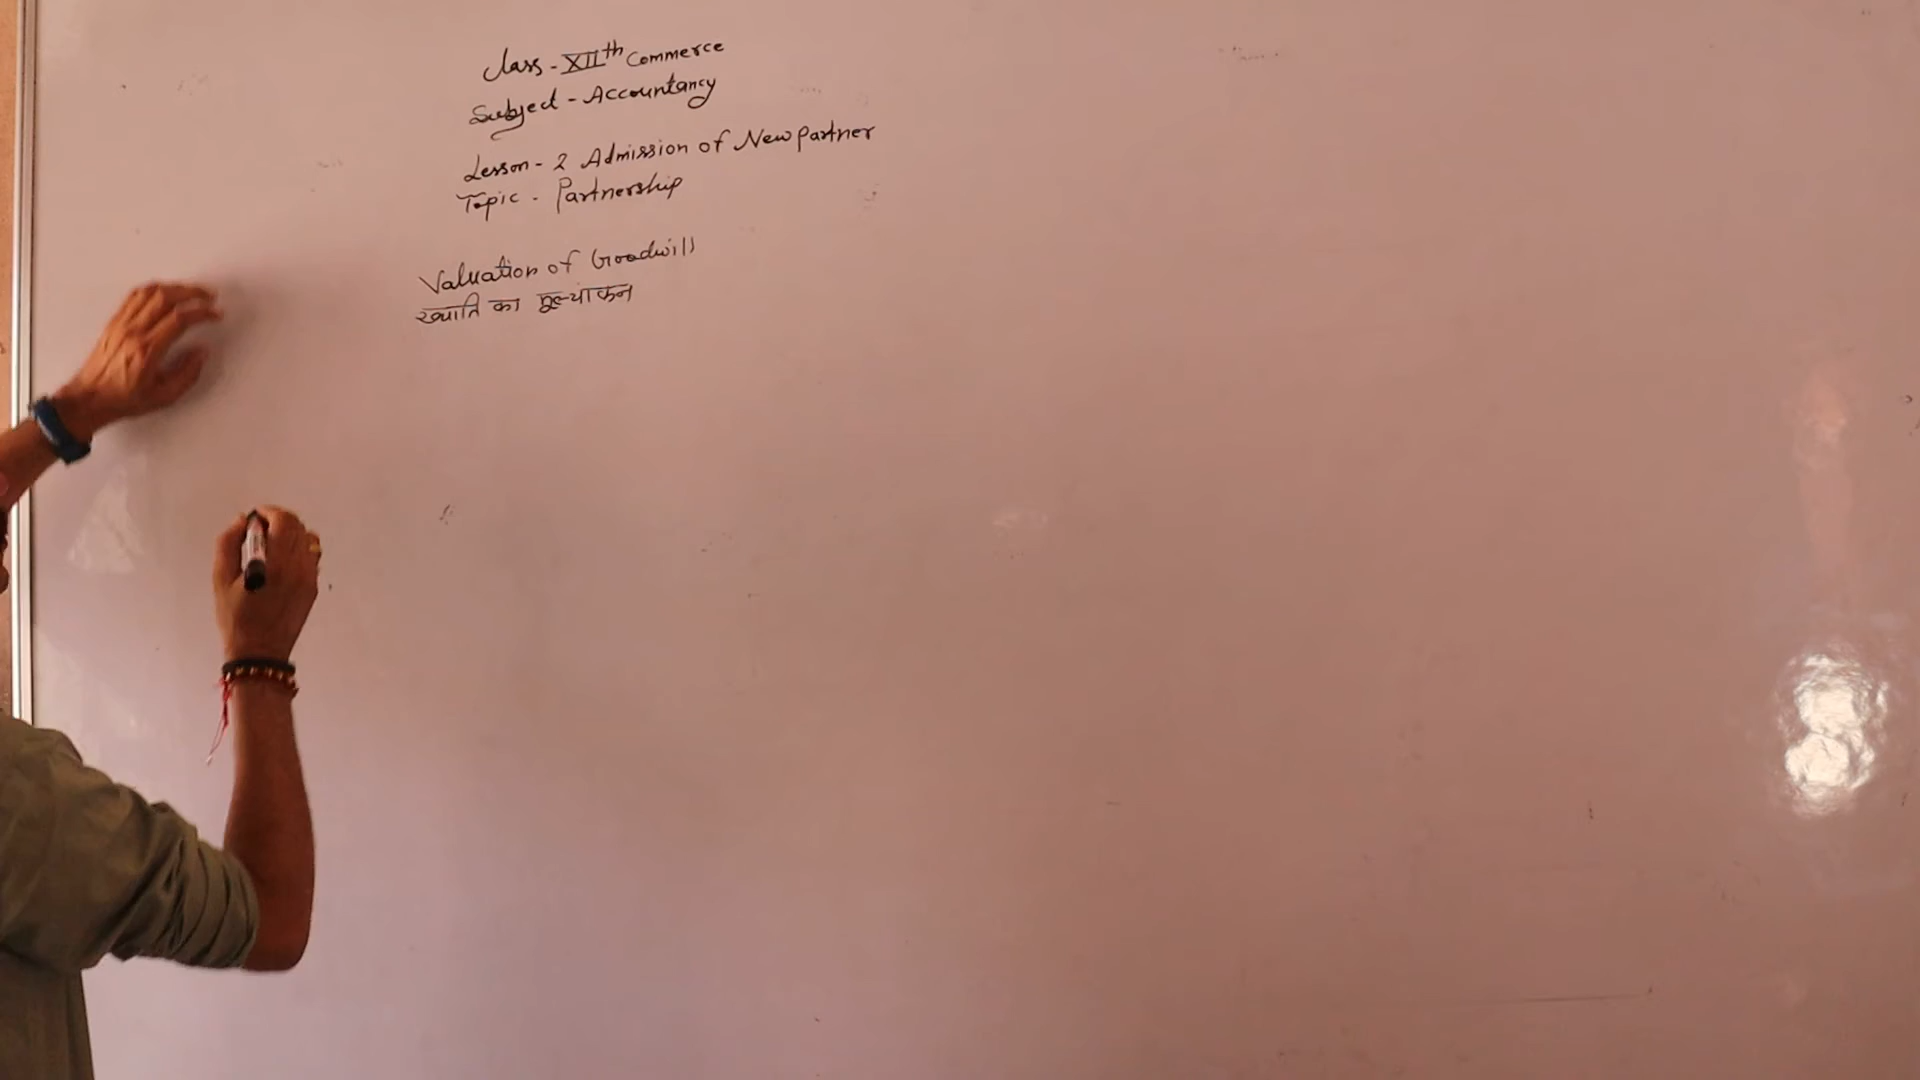 Class - XIIth Commerce
Subject - Accountancy
Lesson - 2 Admission of New partner
Topic - Partnership
Valuation of Goodwill
ख्याति का मूल्यांकन